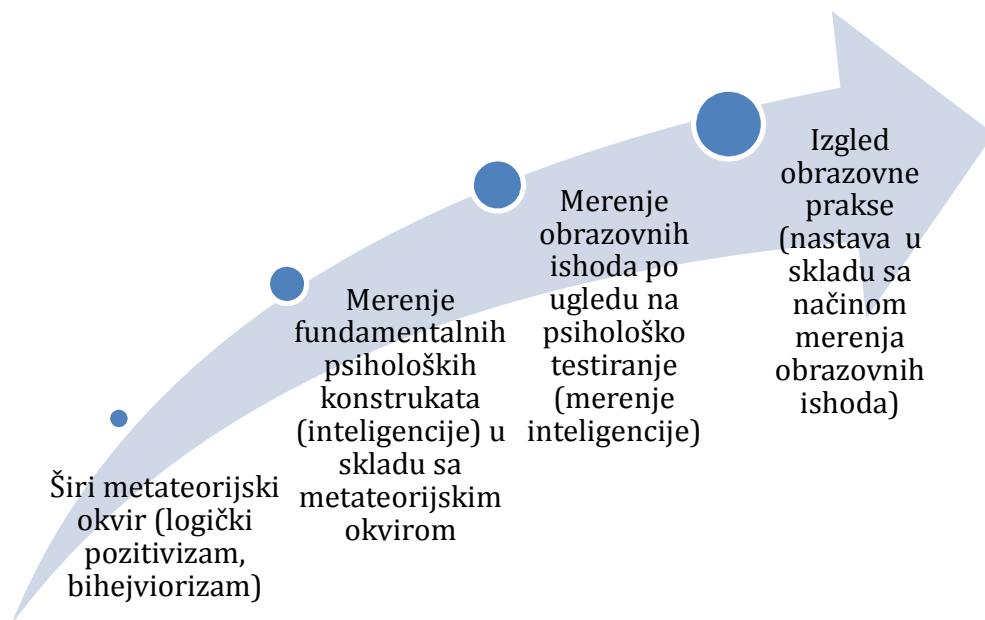 Širi metateorijski
okvir (logički
pozitivizam,
bihejviorizam)
Merenje
fundamentalnih
psiholoških
konstrukata
(inteligencije) u
skladu sa
metateorijskim
okvirom
Merenje
obrazovnih
ishoda po
ugledu na
psihološko
testiranje
(merenje
inteligencije)
Izgled
obrazovne
prakse
(nastava u
skladu sa
načinom
merenja
obrazovnih
ishoda)